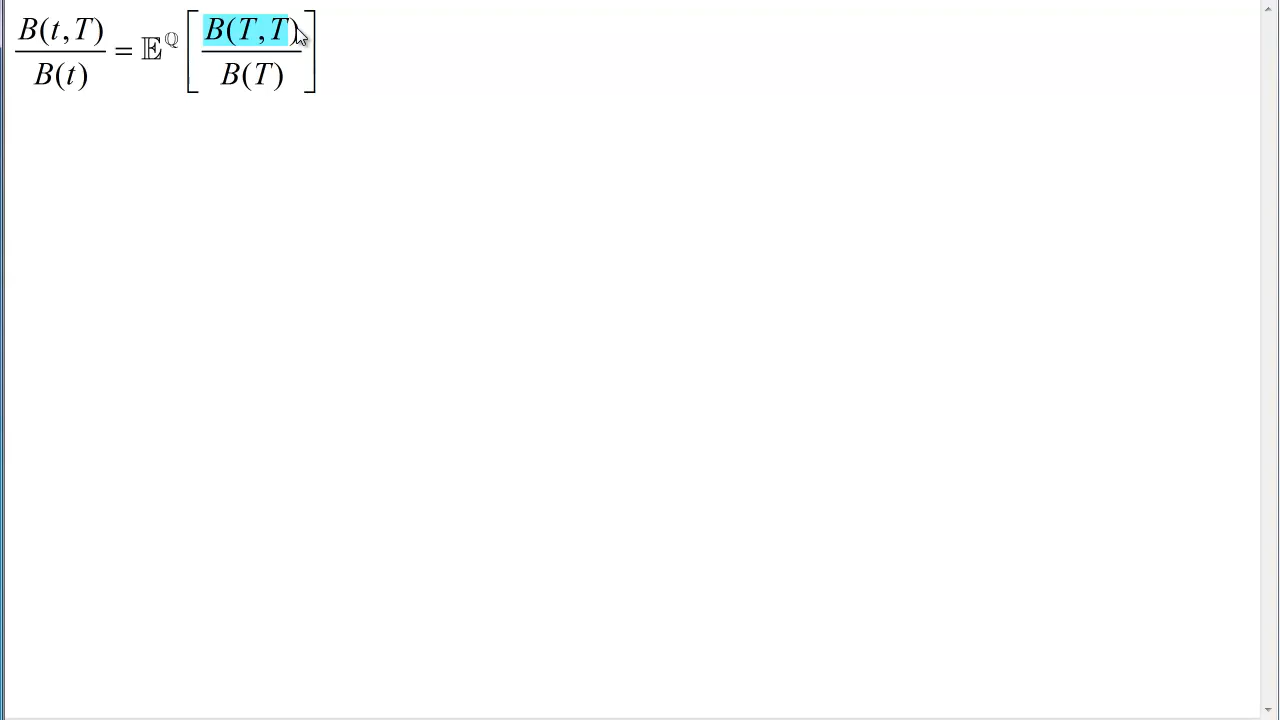 B(t,T)/B(t) = 𝔼^ℚ [ B(T,T)/B(T) ]